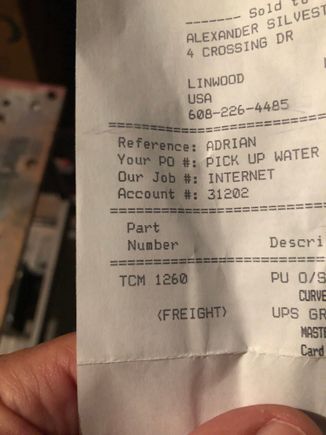 Sold to
ALEXANDER SILVEST
4 CROSSING DR
LINWOOD
USA
608-226-4485
Reference: ADRIAN
Your PO #: PICK UP WATER
Our Job #: INTERNET
Account #: 31202
Part
Number Descri
TCM 1260 PU O/S
CURVE
(FREIGHT) UPS GR
MASTE
Card